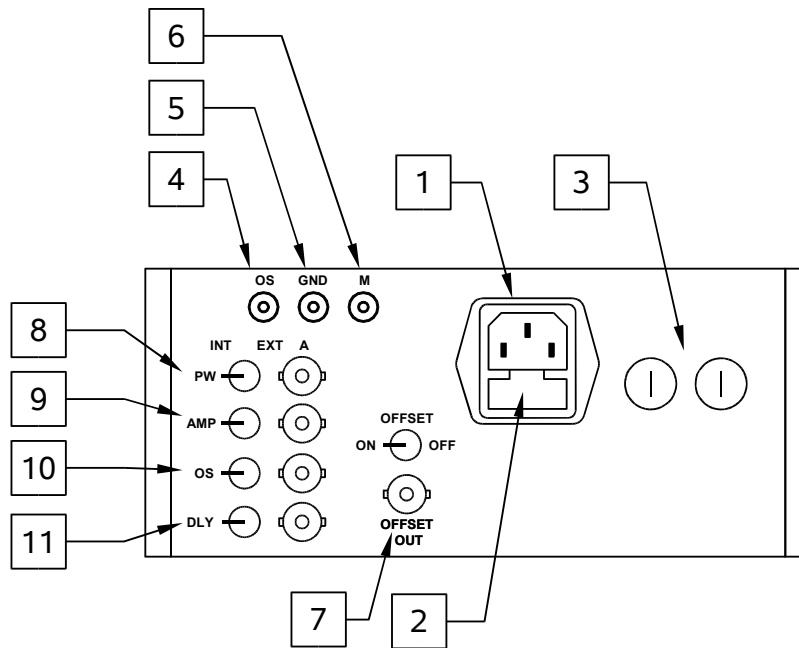 6
5
4
1
3
OS GND M
8
INT EXT A
PW
9
AMP
OFFSET
ON OFF
10
OS
11
DLY
OFFSET
OUT
7
2